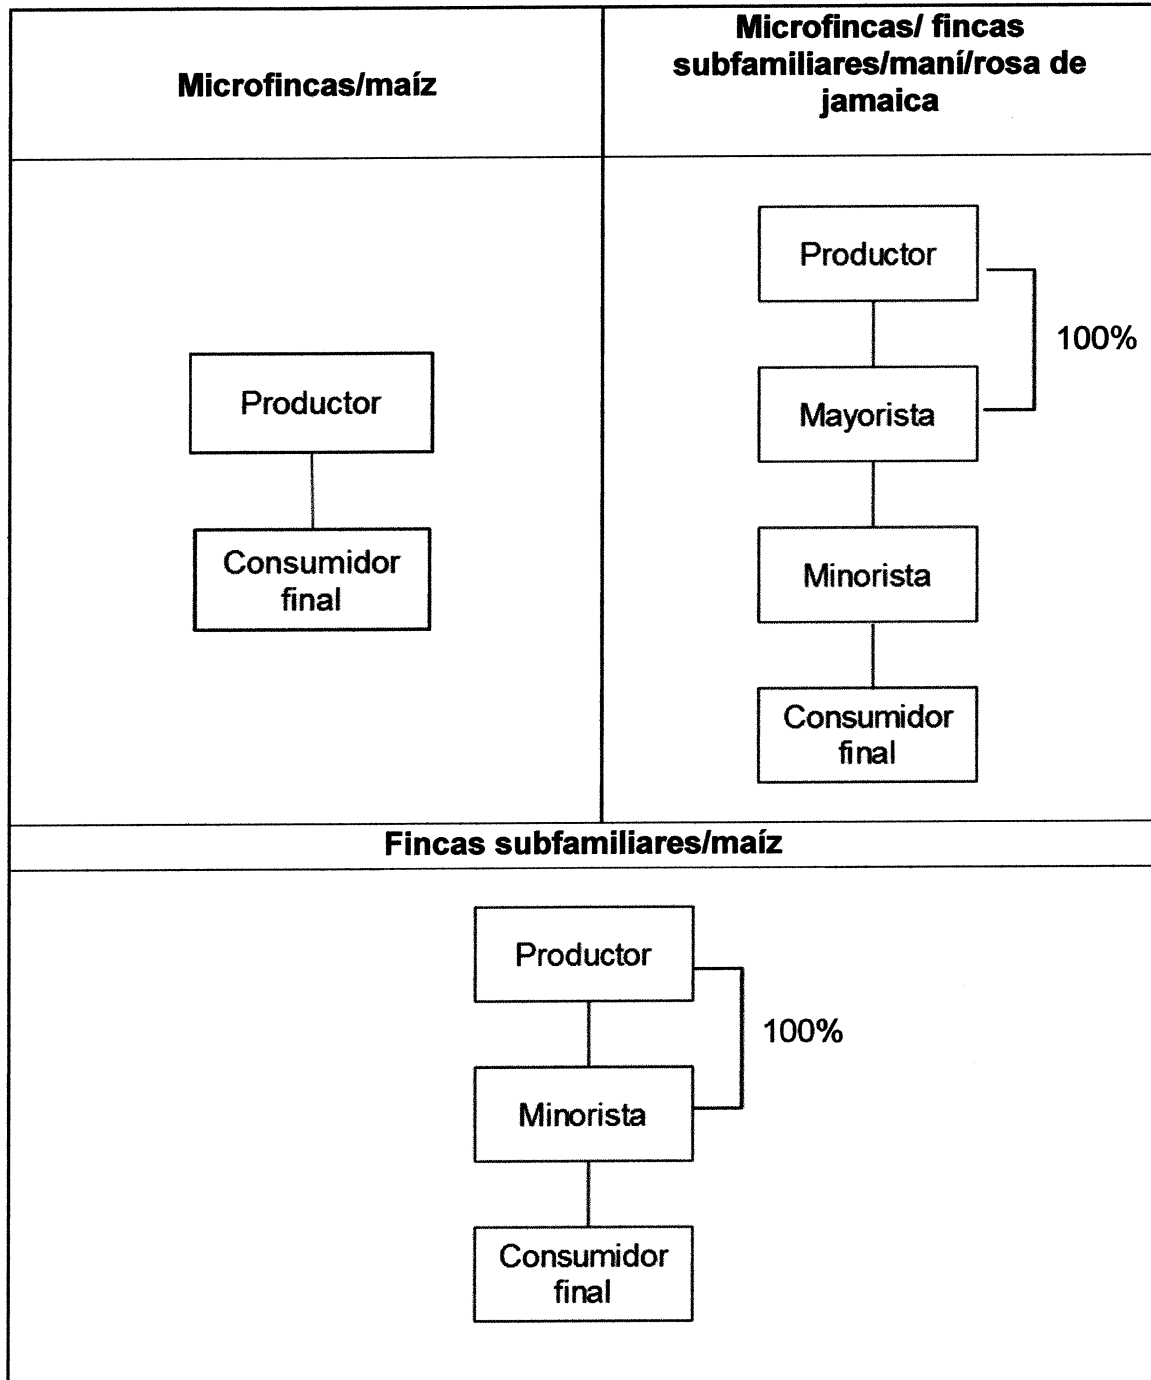 Microfincas/maíz
Microfincas/ fincas
subfamiliares/maní/rosa de
jamaica
Productor
Consumidor
final
Productor
100%
Mayorista
Minorista
Consumidor
final
Fincas subfamiliares/maíz
Productor
100%
Minorista
Consumidor
final